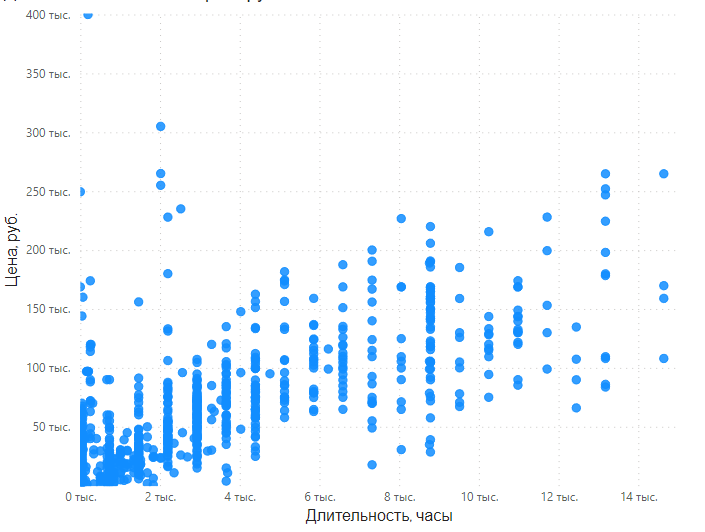 400 тыс.
350 тыс.
300 тыс.
250 тыс.
200 тыс.
150 тыс.
100 тыс.
50 тыс.
Цена, руб.
0 тыс. 2 тыс. 4 тыс. 6 тыс. 8 тыс. 10 тыс. 12 тыс. 14 тыс.
Длительность, часы